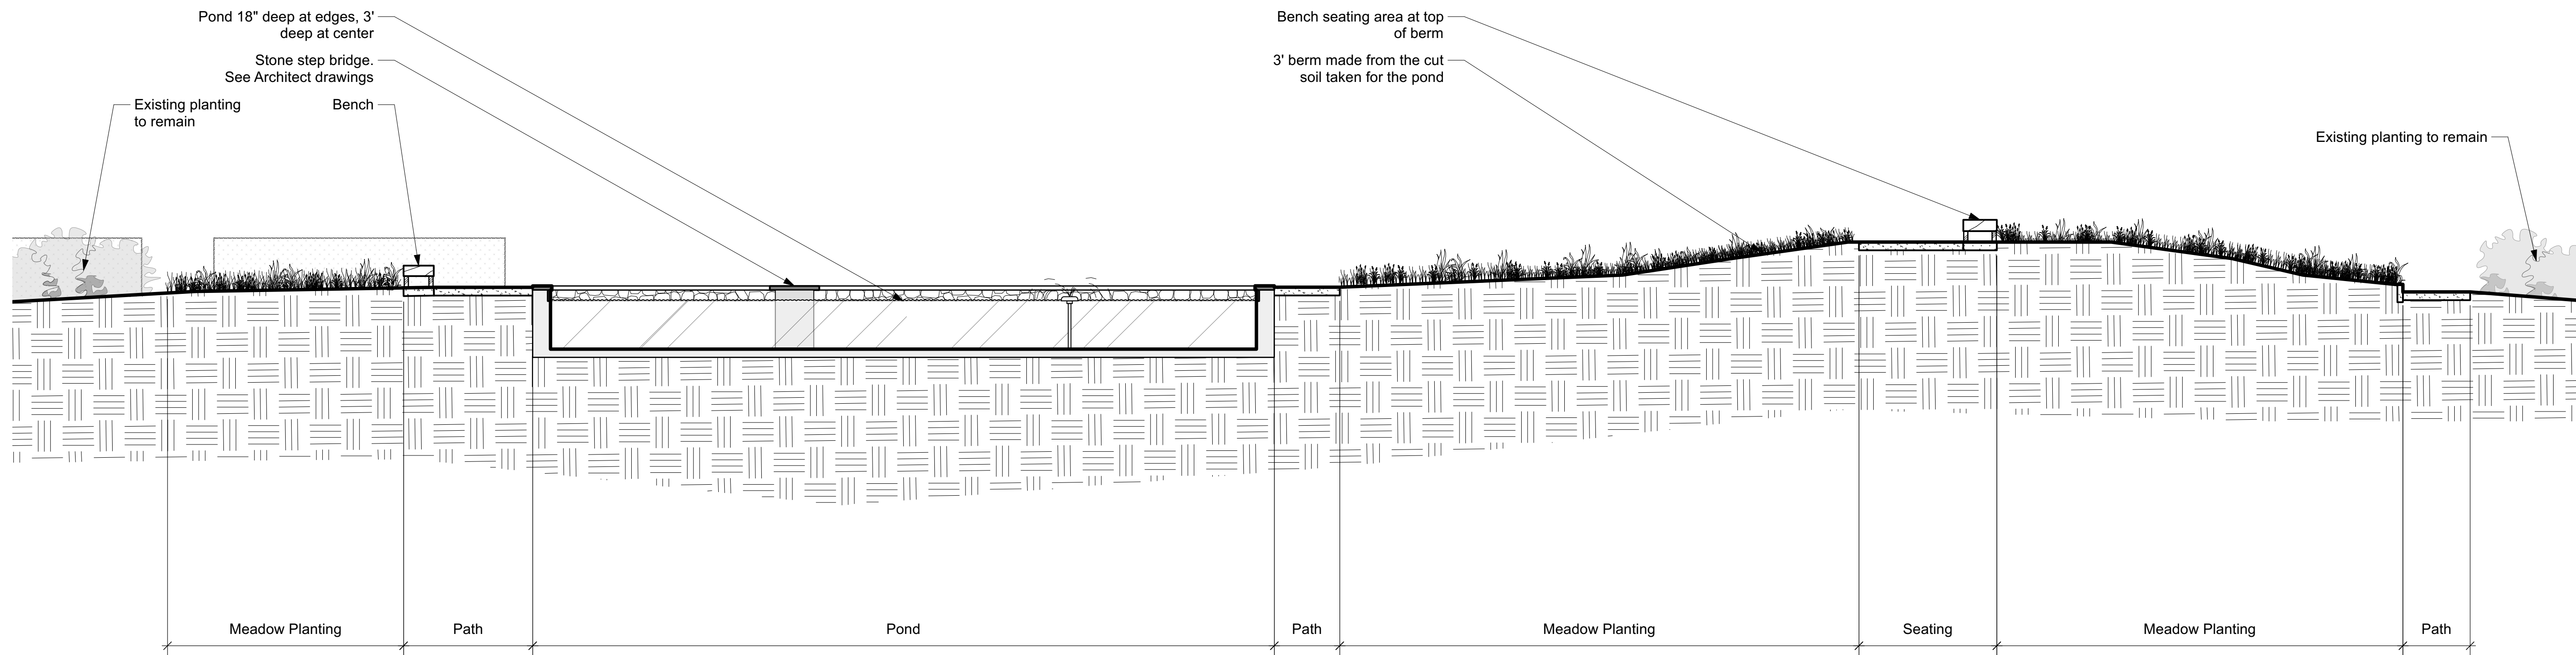 Pond 18" deep at edges, 3'
deep at center
Stone step bridge.
See Architect drawings
Existing planting
to remain
Bench
Bench seating area at top
of berm
3' berm made from the cut
soil taken for the pond
Existing planting to remain
Meadow Planting
Path
Pond
Path
Meadow Planting
Seating
Meadow Planting
Path